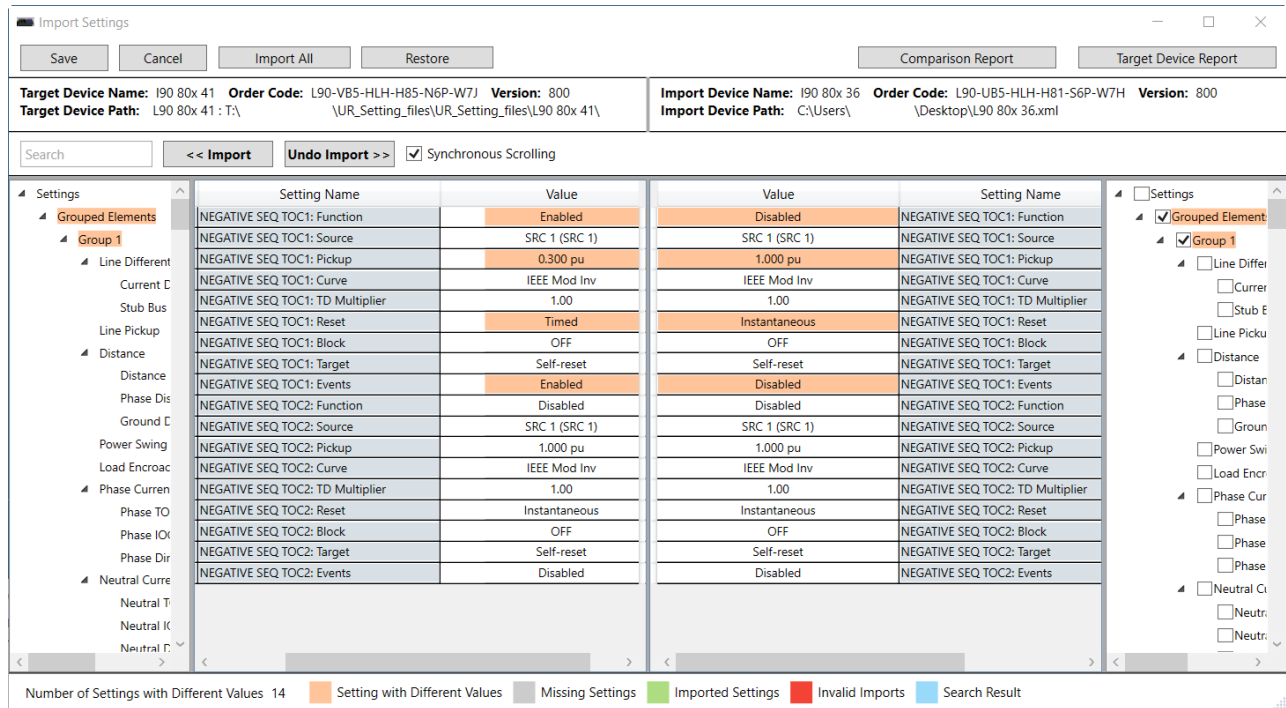 Import Settings
Save Cancel Import All Restore Comparison Report Target Device Report
Target Device Name: l90 80x 41 Order Code: L90-VB5-HLH-H85-N6P-W7J Version: 800
Target Device Path: L90 80x 41 : T:\ \UR_Setting_files\UR_Setting_files\L90 80x 41\
Import Device Name: l90 80x 36 Order Code: L90-UB5-HLH-H81-S6P-W7H Version: 800
Import Device Path: C:\Users\ \Desktop\L90 80x 36.xml
Search << Import Undo Import >> Synchronous Scrolling
Settings
Grouped Elements
Group 1
Line Different
Current D
Stub Bus
Line Pickup
Distance
Distance
Phase Dis
Ground D
Power Swing
Load Encroac
Phase Curren
Phase TO
Phase IO
Phase Dir
Neutral Curre
Neutral T
Neutral I
Neutral D
Setting Name Value Value Setting Name
NEGATIVE SEQ TOC1: Function Enabled Disabled NEGATIVE SEQ TOC1: Function
NEGATIVE SEQ TOC1: Source SRC 1 (SRC 1) SRC 1 (SRC 1) NEGATIVE SEQ TOC1: Source
NEGATIVE SEQ TOC1: Pickup 0.300 pu 1.000 pu NEGATIVE SEQ TOC1: Pickup
NEGATIVE SEQ TOC1: Curve IEEE Mod Inv IEEE Mod Inv NEGATIVE SEQ TOC1: Curve
NEGATIVE SEQ TOC1: TD Multiplier 1.00 1.00 NEGATIVE SEQ TOC1: TD Multiplier
NEGATIVE SEQ TOC1: Reset Timed Instantaneous NEGATIVE SEQ TOC1: Reset
NEGATIVE SEQ TOC1: Block OFF OFF NEGATIVE SEQ TOC1: Block
NEGATIVE SEQ TOC1: Target Self-reset Self-reset NEGATIVE SEQ TOC1: Target
NEGATIVE SEQ TOC1: Events Enabled Disabled NEGATIVE SEQ TOC1: Events
NEGATIVE SEQ TOC2: Function Disabled Disabled NEGATIVE SEQ TOC2: Function
NEGATIVE SEQ TOC2: Source SRC 1 (SRC 1) SRC 1 (SRC 1) NEGATIVE SEQ TOC2: Source
NEGATIVE SEQ TOC2: Pickup 1.000 pu 1.000 pu NEGATIVE SEQ TOC2: Pickup
NEGATIVE SEQ TOC2: Curve IEEE Mod Inv IEEE Mod Inv NEGATIVE SEQ TOC2: Curve
NEGATIVE SEQ TOC2: TD Multiplier 1.00 1.00 NEGATIVE SEQ TOC2: TD Multiplier
NEGATIVE SEQ TOC2: Reset Instantaneous Instantaneous NEGATIVE SEQ TOC2: Reset
NEGATIVE SEQ TOC2: Block OFF OFF NEGATIVE SEQ TOC2: Block
NEGATIVE SEQ TOC2: Target Self-reset Self-reset NEGATIVE SEQ TOC2: Target
NEGATIVE SEQ TOC2: Events Disabled Disabled NEGATIVE SEQ TOC2: Events
Settings
Grouped Element
Group 1
Line Differ
Currer
Stub B
Line Picku
Distance
Distan
Phase
Groun
Power Swi
Load Encr
Phase Cur
Phase
Phase
Phase
Neutral Cu
Neutr
Neutr
Number of Settings with Different Values 14 Setting with Different Values Missing Settings Imported Settings Invalid Imports Search Result